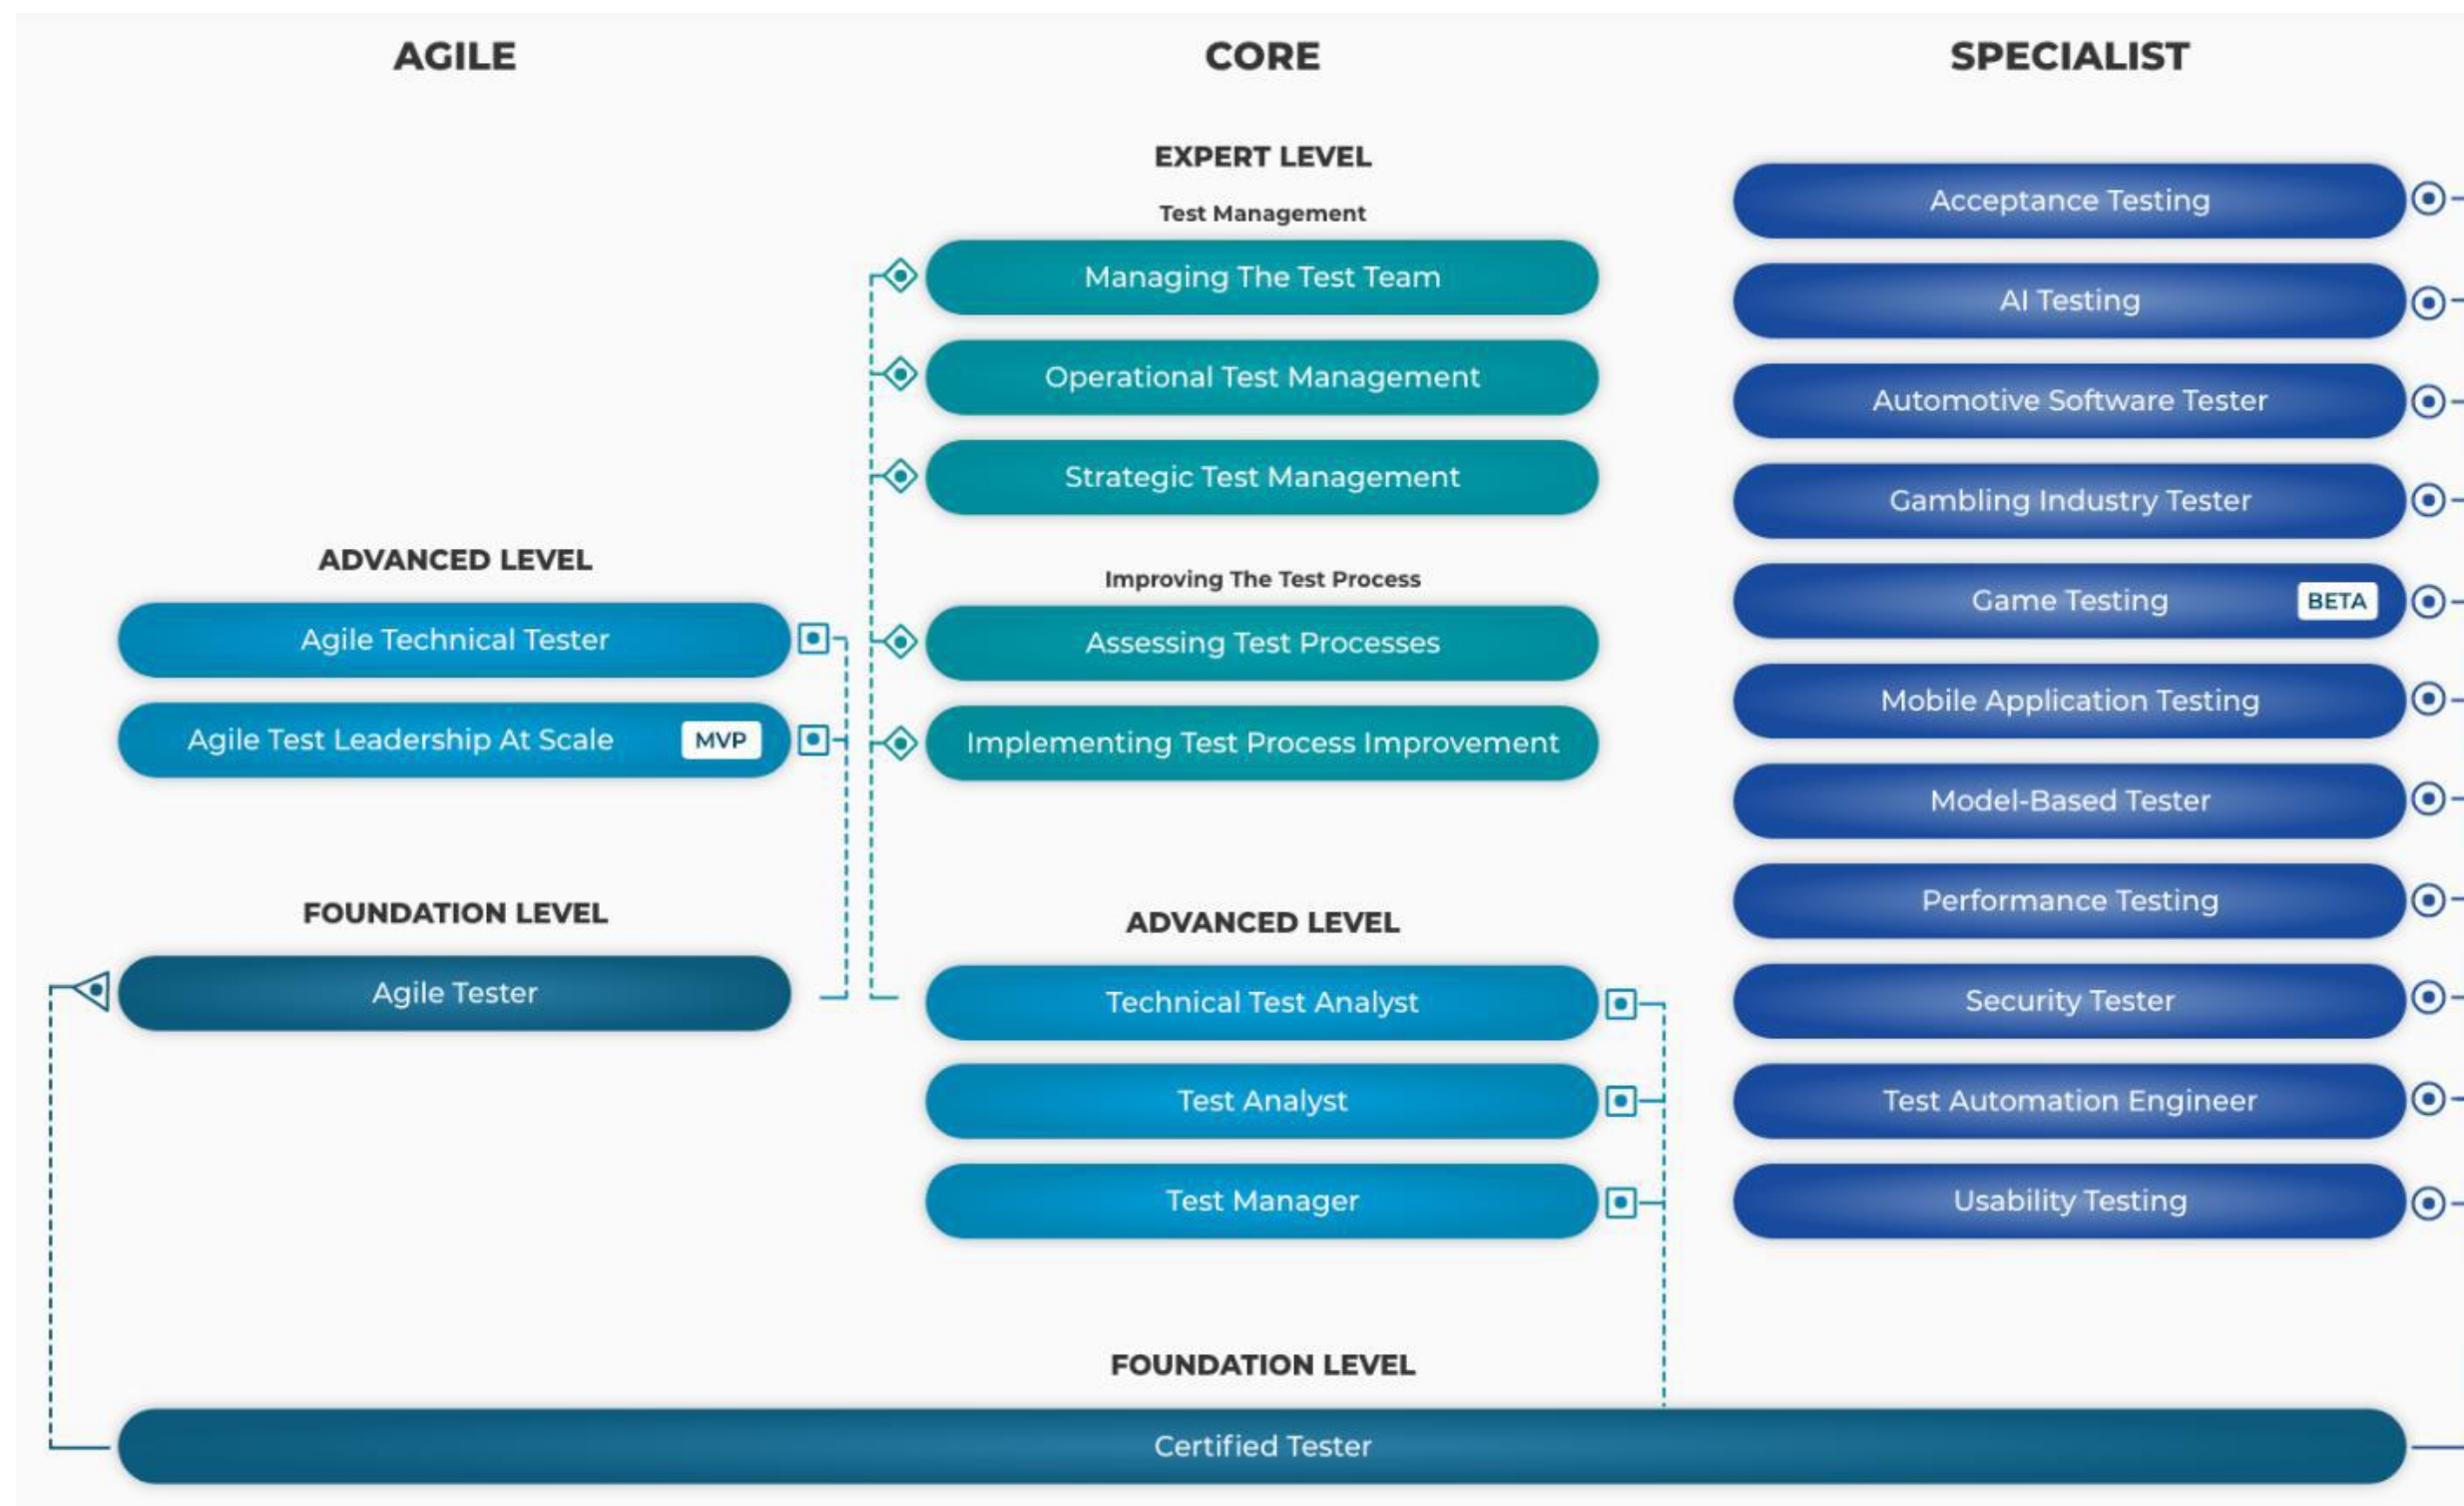 AGILE
CORE
SPECIALIST
ADVANCED LEVEL
Agile Technical Tester
Agile Test Leadership At Scale MVP
FOUNDATION LEVEL
Agile Tester
EXPERT LEVEL
Test Management
Managing The Test Team
Operational Test Management
Strategic Test Management
Improving The Test Process
Assessing Test Processes
Implementing Test Process Improvement
ADVANCED LEVEL
Technical Test Analyst
Test Analyst
Test Manager
Acceptance Testing
AI Testing
Automotive Software Tester
Gambling Industry Tester
Game Testing BETA
Mobile Application Testing
Model-Based Tester
Performance Testing
Security Tester
Test Automation Engineer
Usability Testing
FOUNDATION LEVEL
Certified Tester